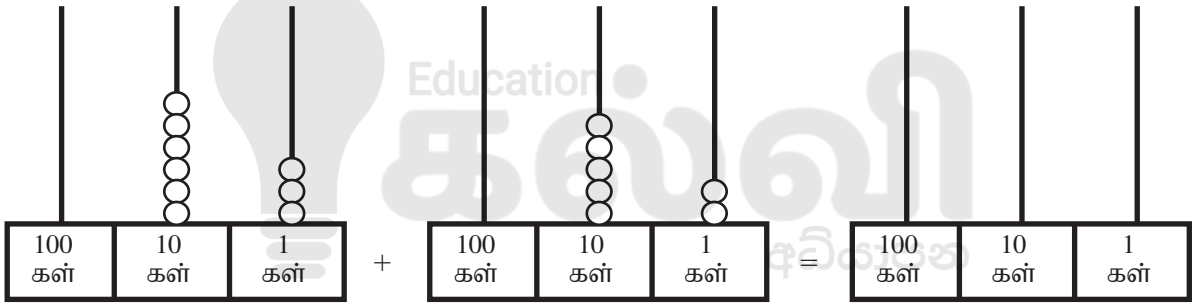 Education
கல்வி
අධ්‍යාපන
100 10 1
கள் கள் கள்
+
100 10 1
கள் கள் கள்
=
100 10 1
கள் கள் கள்